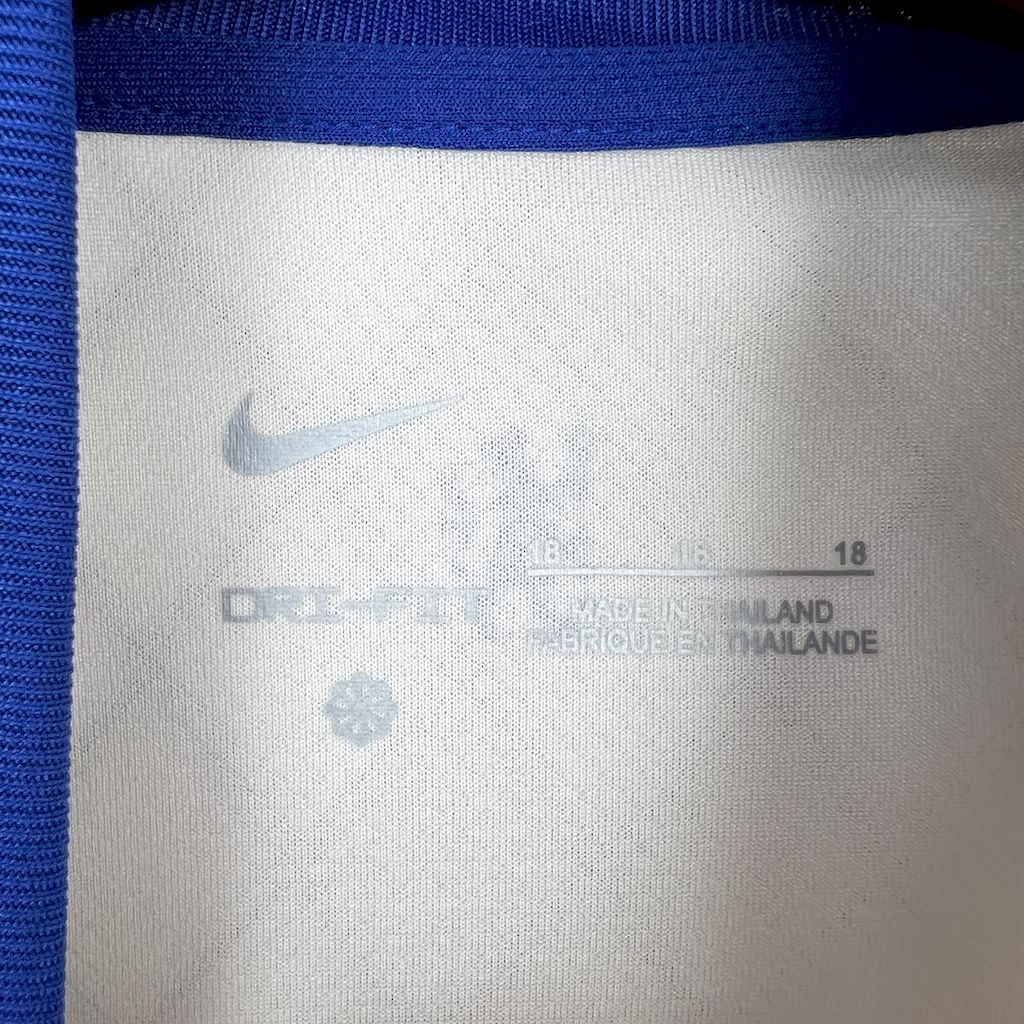 DRI-FIT
18 18 18
MADE IN THAILAND
FABRIQUE EN THAILANDE